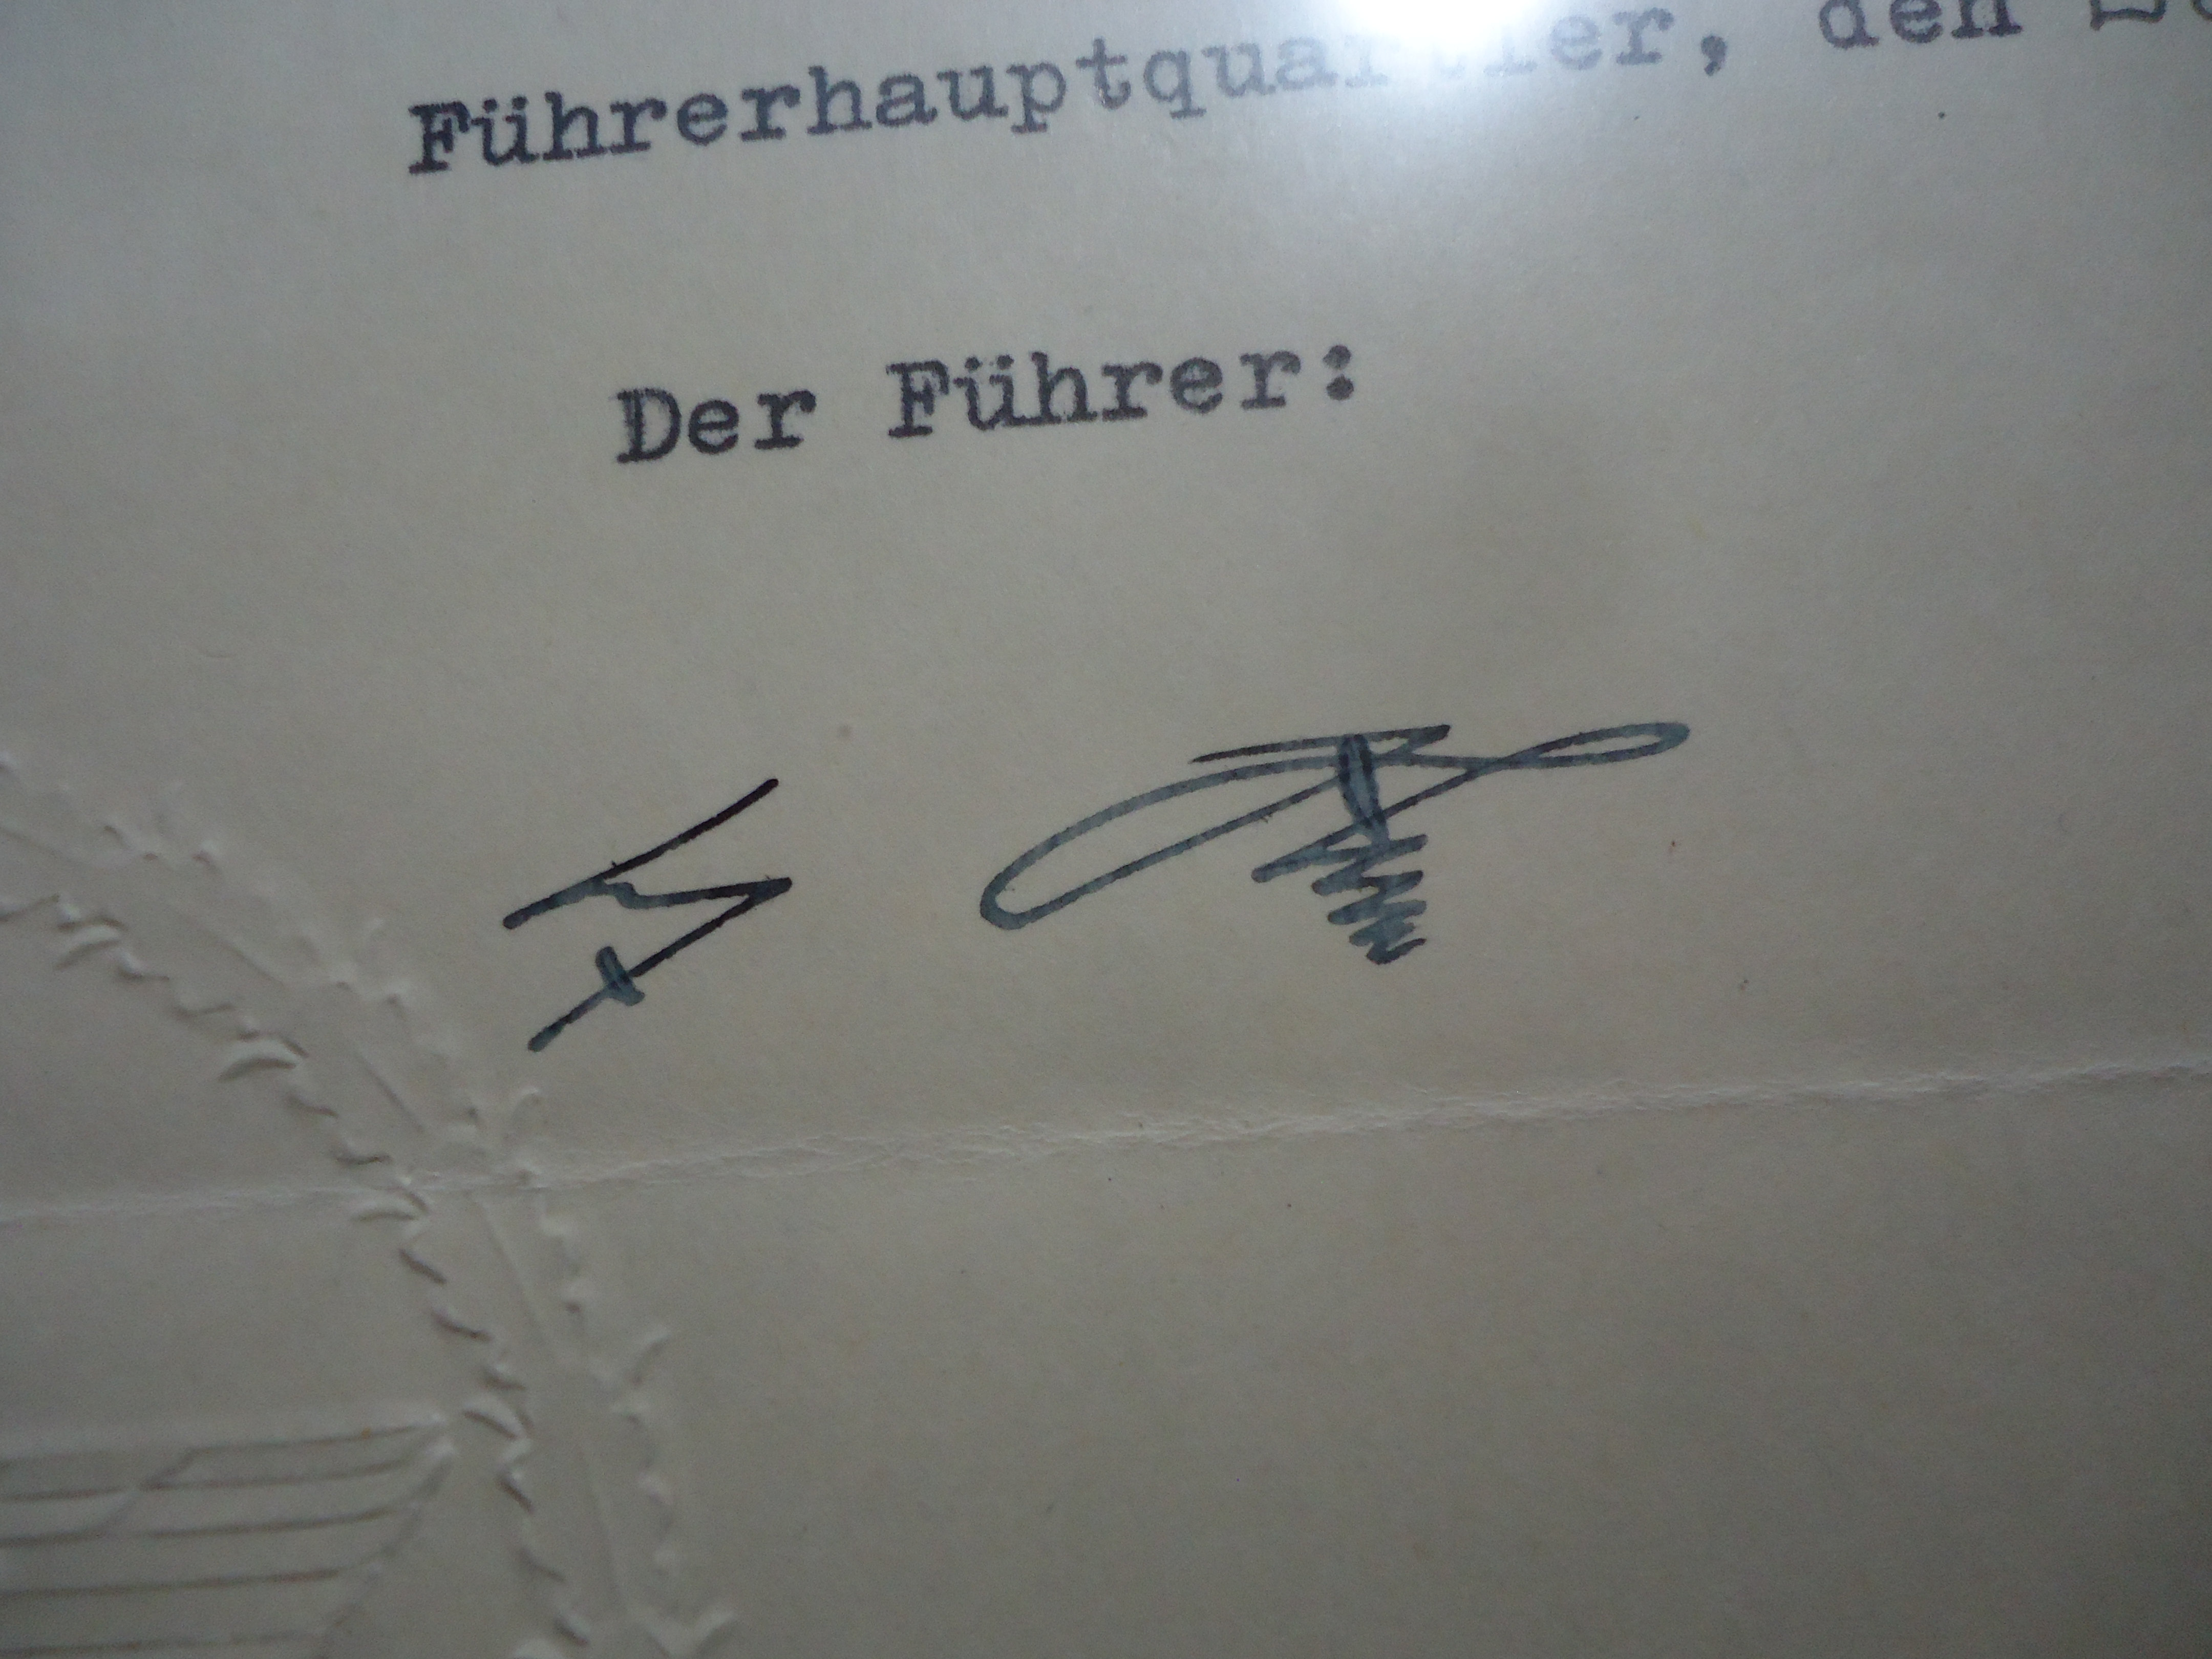 Führerhauptquartier, den
Der Führer: